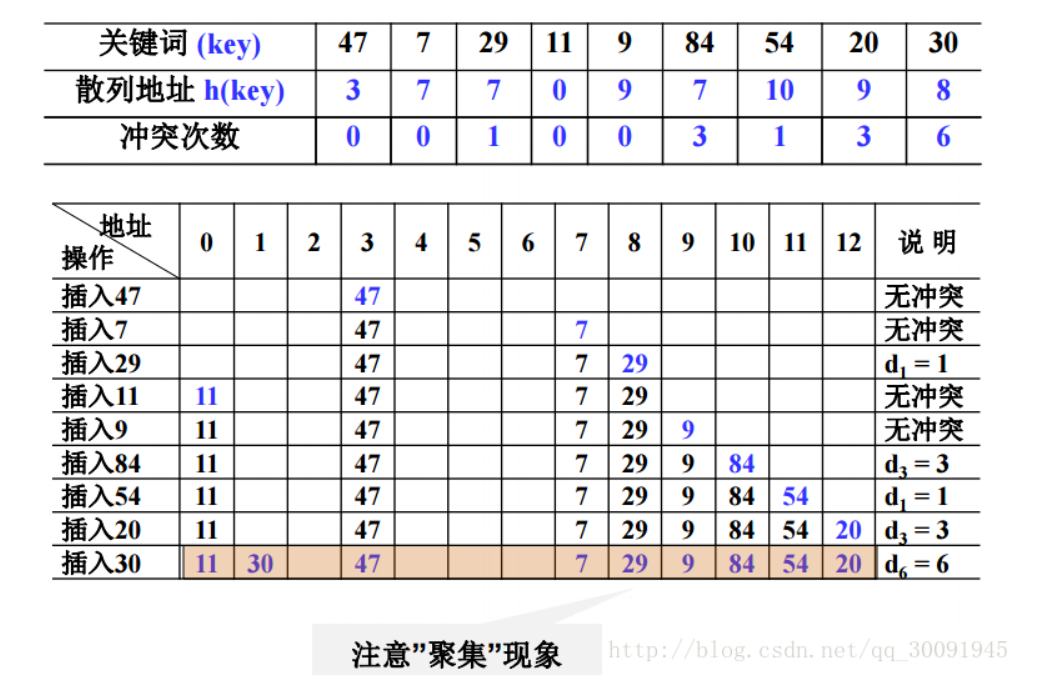 关键词 (key) 47 7 29 11 9 84 54 20 30
散列地址 h(key) 3 7 7 0 9 7 10 9 8
冲突次数 0 0 1 0 0 3 1 3 6
地址
操作 0 1 2 3 4 5 6 7 8 9 10 11 12 说 明
插入47 47 无冲突
插入7 47 7 无冲突
插入29 47 7 29 d₁ = 1
插入11 11 47 7 29 无冲突
插入9 11 47 7 29 9 无冲突
插入84 11 47 7 29 9 84 d₃ = 3
插入54 11 47 7 29 9 84 54 d₁ = 1
插入20 11 47 7 29 9 84 54 20 d₃ = 3
插入30 11 30 47 7 29 9 84 54 20 d₆ = 6
注意”聚集”现象
http://blog.csdn.net/qq_30091945